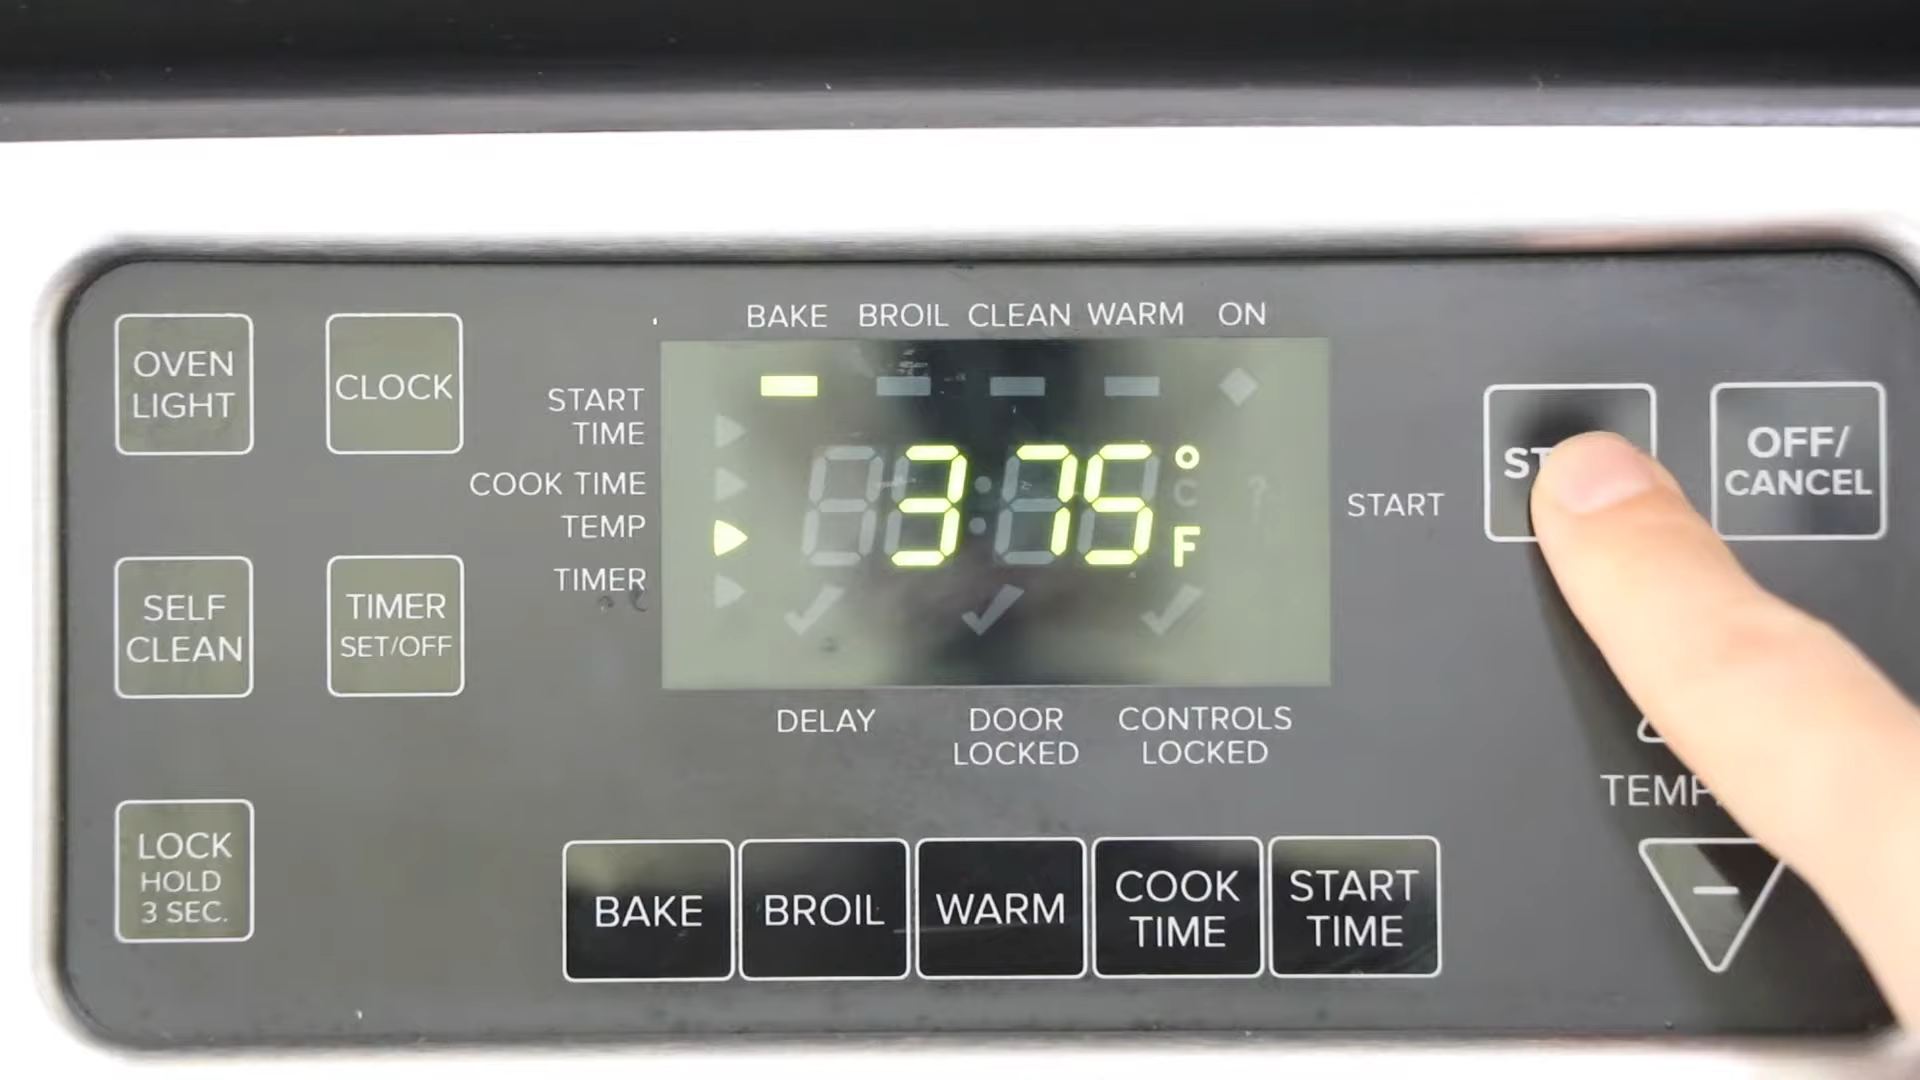 BAKE BROIL CLEAN WARM ON
OVEN
LIGHT
CLOCK
START
TIME
COOK TIME
TEMP
TIMER
375°
F
START
OFF/
CANCEL
SELF
CLEAN
TIMER
SET/OFF
DELAY
DOOR
LOCKED
CONTROLS
LOCKED
LOCK
HOLD
3 SEC.
BAKE
BROIL
WARM
COOK
TIME
START
TIME
−